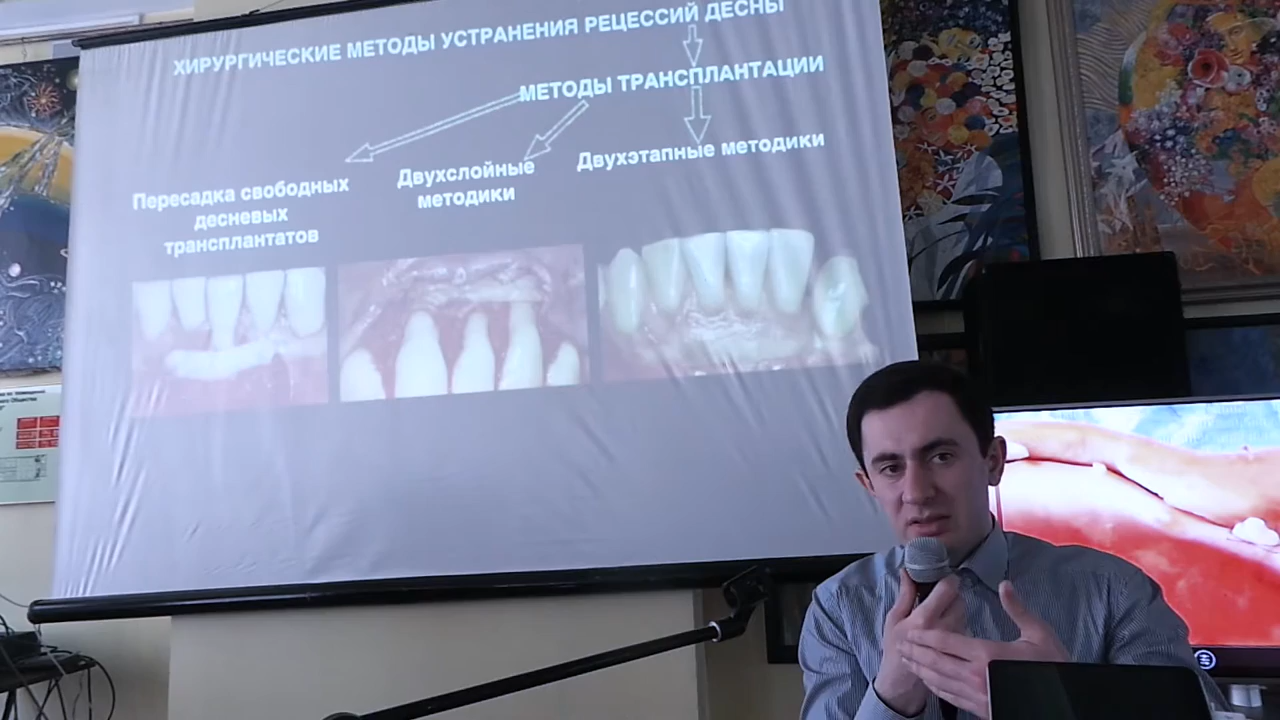 ХИРУРГИЧЕСКИЕ МЕТОДЫ УСТРАНЕНИЯ РЕЦЕССИЙ ДЕСНЫ
МЕТОДЫ ТРАНСПЛАНТАЦИИ
Пересадка свободных
десневых
трансплантатов
Двухслойные
методики
Двухэтапные методики